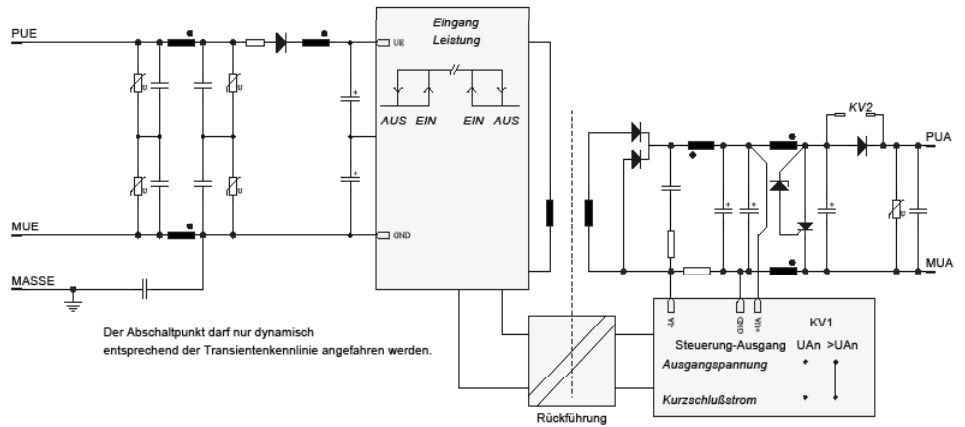 PUE
Eingang
Leistung
UE
U
U
AUS EIN EIN AUS
KV2
PUA
U
U
U
MUE
GND
MUA
MASSE
-IA
GND
+UA
KV1
Der Abschaltpunkt darf nur dynamisch
entsprechend der Transientenkennlinie angefahren werden.
Steuerung-Ausgang UAn >UAn
Ausgangspannung
Kurzschlußstrom
Rückführung